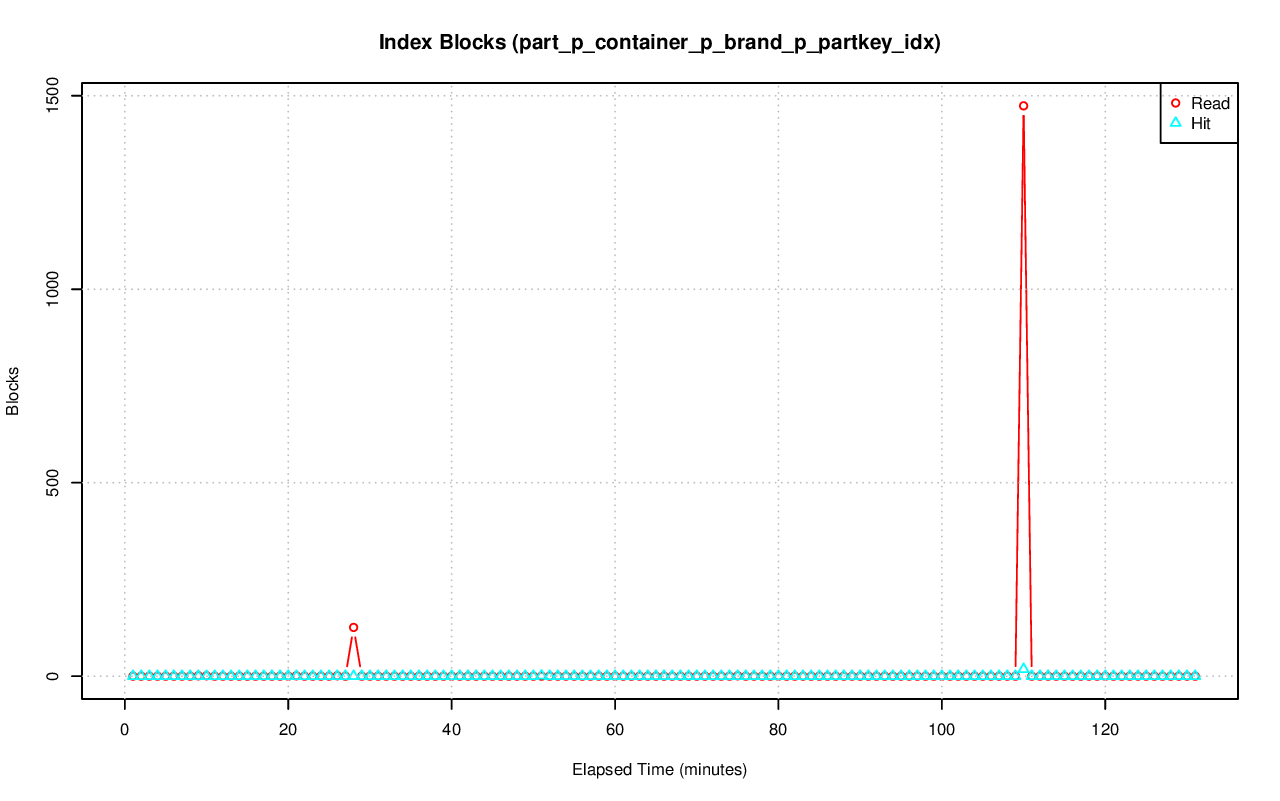 Index Blocks (part_p_container_p_brand_p_partkey_idx)
Read
Hit
1500
1000
500
0
Blocks
0 20 40 60 80 100 120
Elapsed Time (minutes)